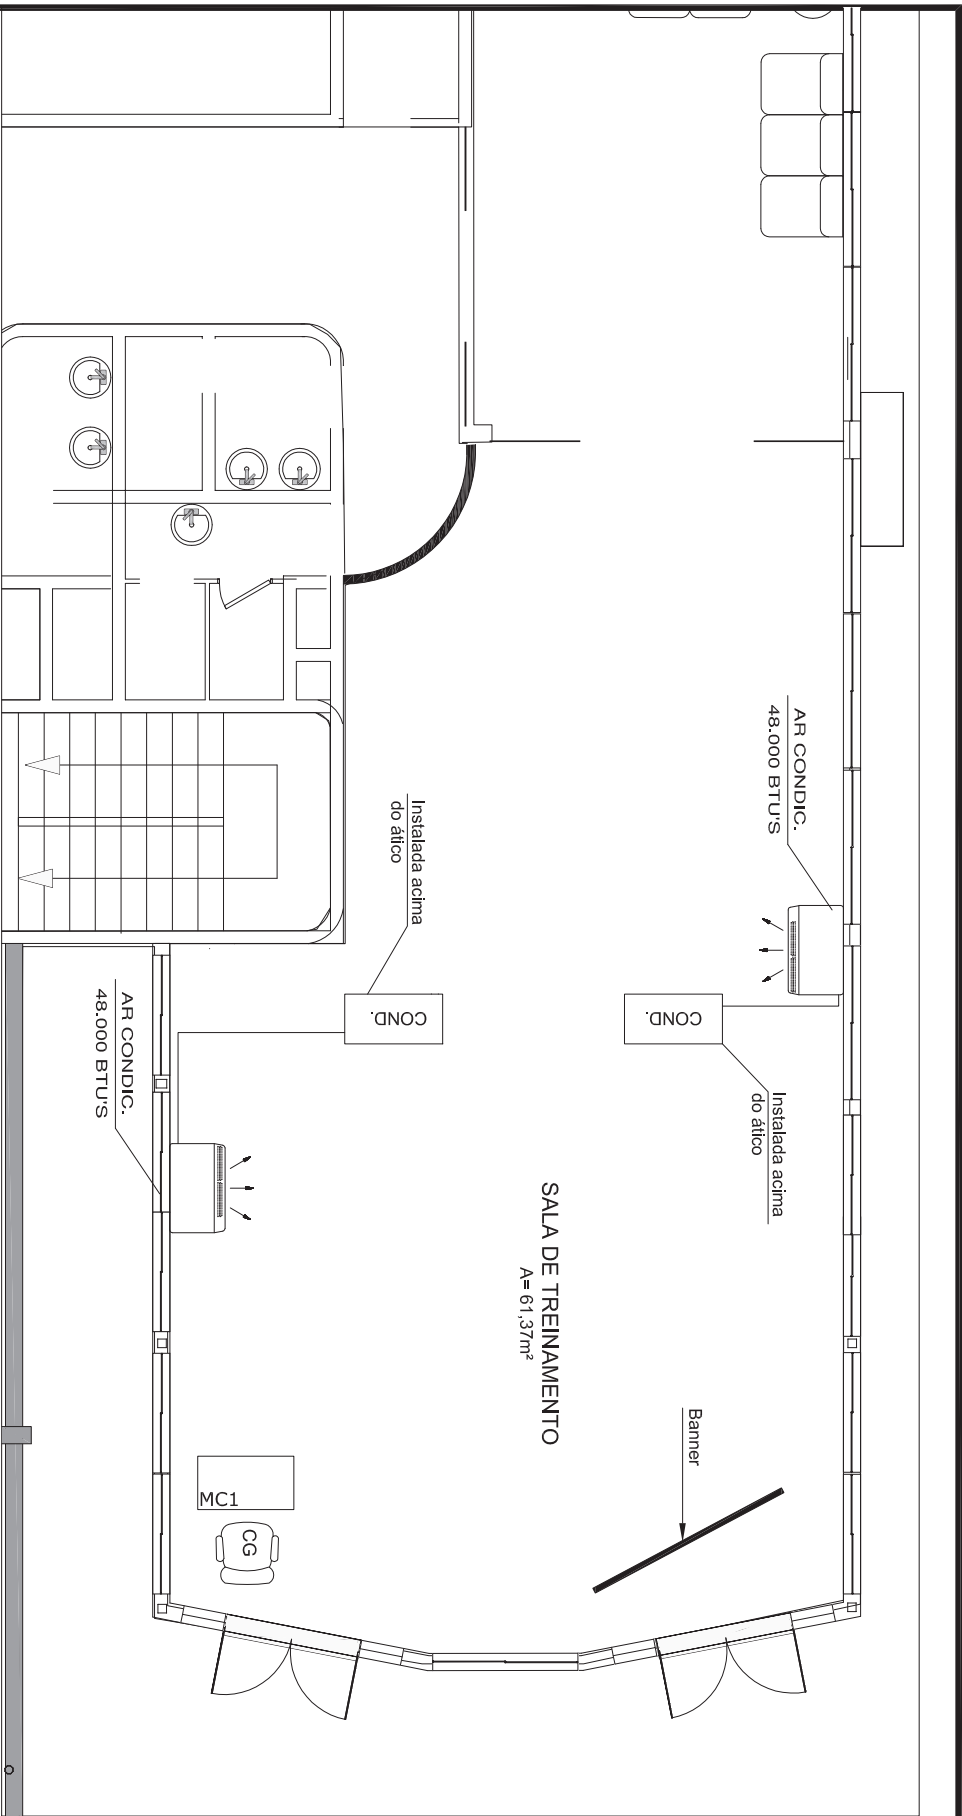 AR CONDIC.
48.000 BTU'S
Instalada acima
do ático
COND.
COND.
AR CONDIC.
48.000 BTU'S
Instalada acima
do ático
SALA DE TREINAMENTO
A= 61,37m²
Banner
MC1
CG